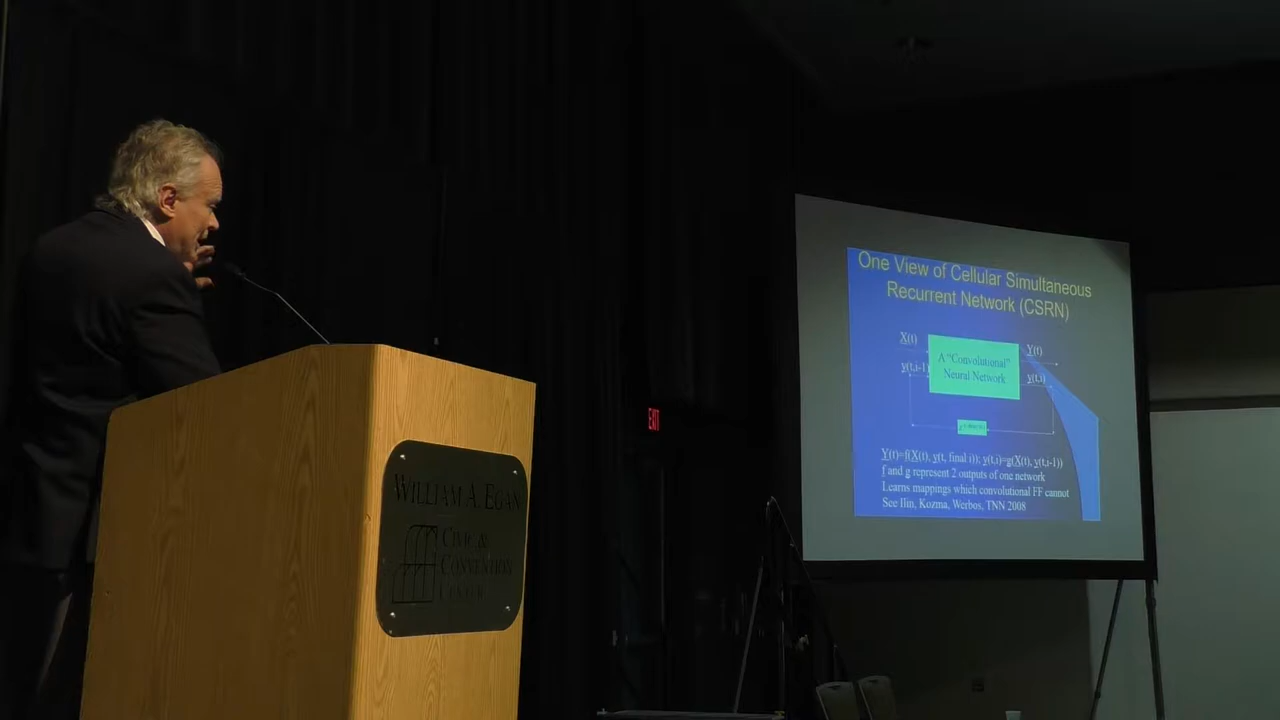 One View of Cellular Simultaneous
Recurrent Network (CSRN)
X(t)
Y(t)
A "Convolutional"
Neural Network
y(t,i-1)
y(t,i)
Y(t)=f(X(t), y(t, final i)); y(t,i)=g(X(t), y(t,i-1))
f and g represent 2 outputs of one network
Learns mappings which convolutional FF cannot
See Ilin, Kozma, Werbos, TNN 2008
EXIT
WILLIAM A. EGAN
CIVIC &
CONVENTION
CENTER